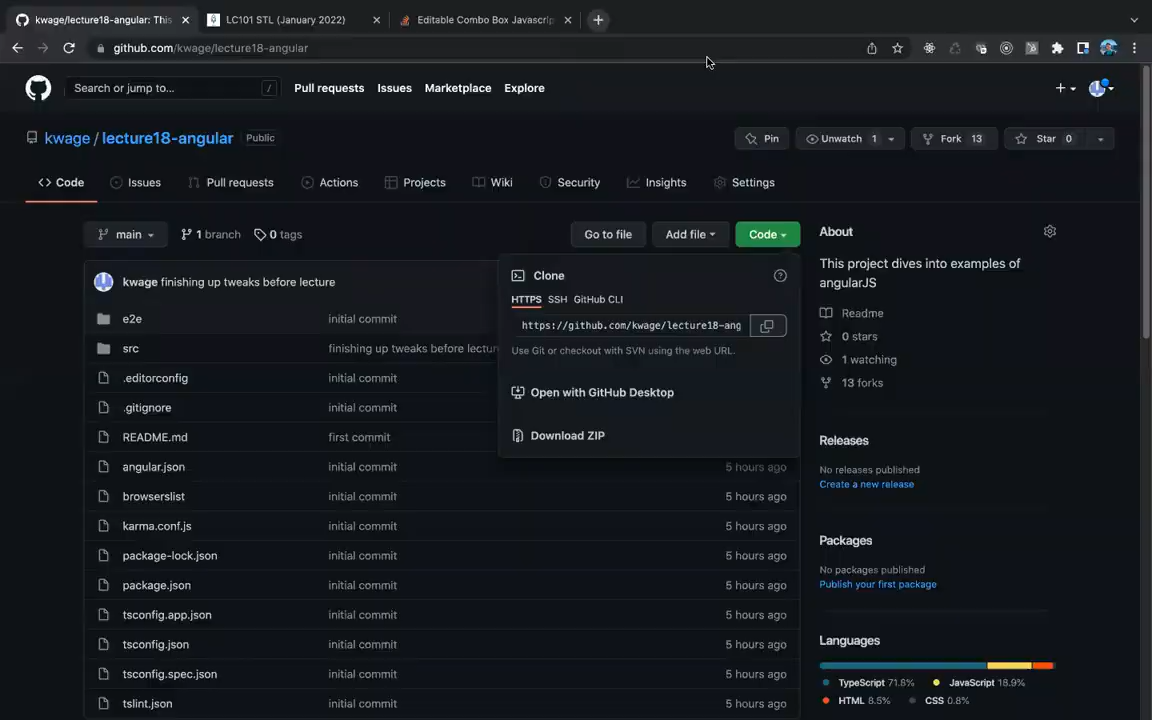 kwage/lecture18-angular: This
LC101 STL (January 2022)
Editable Combo Box Javascrip
github.com/kwage/lecture18-angular
Search or jump to...
/
Pull requests
Issues
Marketplace
Explore
kwage / lecture18-angular
Public
Pin
Unwatch 1
Fork 13
Star 0
Code
Issues
Pull requests
Actions
Projects
Wiki
Security
Insights
Settings
main
1 branch
0 tags
Go to file
Add file
Code
About
This project dives into examples of
angularJS
Readme
0 stars
1 watching
13 forks
Clone
HTTPS SSH GitHub CLI
https://github.com/kwage/lecture18-ang
Use Git or checkout with SVN using the web URL.
Open with GitHub Desktop
Download ZIP
kwage finishing up tweaks before lecture
e2e initial commit
src finishing up tweaks before lectur
.editorconfig initial commit
.gitignore initial commit
README.md first commit
angular.json initial commit 5 hours ago
browserslist initial commit 5 hours ago
karma.conf.js initial commit 5 hours ago
package-lock.json initial commit 5 hours ago
package.json initial commit 5 hours ago
tsconfig.app.json initial commit 5 hours ago
tsconfig.json initial commit 5 hours ago
tsconfig.spec.json initial commit 5 hours ago
tslint.json initial commit 5 hours ago
Releases
No releases published
Create a new release
Packages
No packages published
Publish your first package
Languages
TypeScript 71.8% JavaScript 18.9%
HTML 8.5% CSS 0.8%